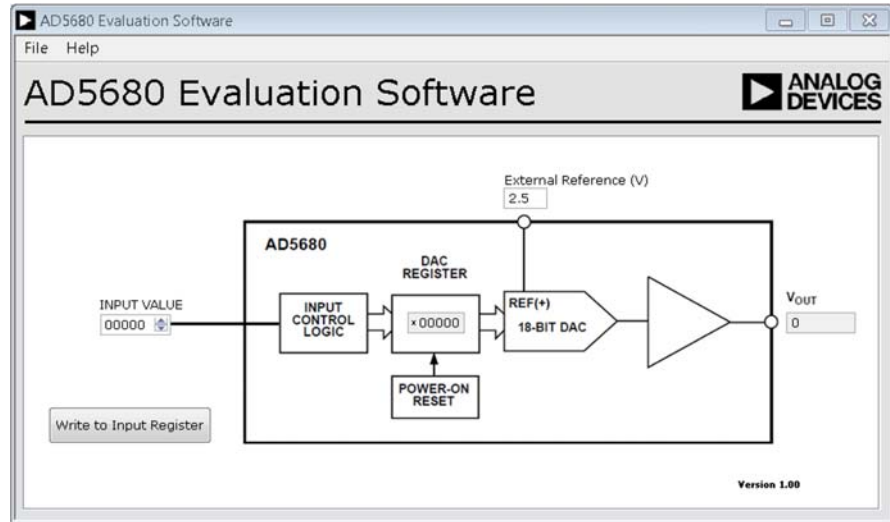 AD5680 Evaluation Software
File Help
AD5680 Evaluation Software
ANALOG
DEVICES
External Reference (V)
2.5
AD5680
DAC
REGISTER
INPUT VALUE
00000
INPUT
CONTROL
LOGIC
×00000
REF(+)
18-BIT DAC
VOUT
0
POWER-ON
RESET
Write to Input Register
Version 1.00